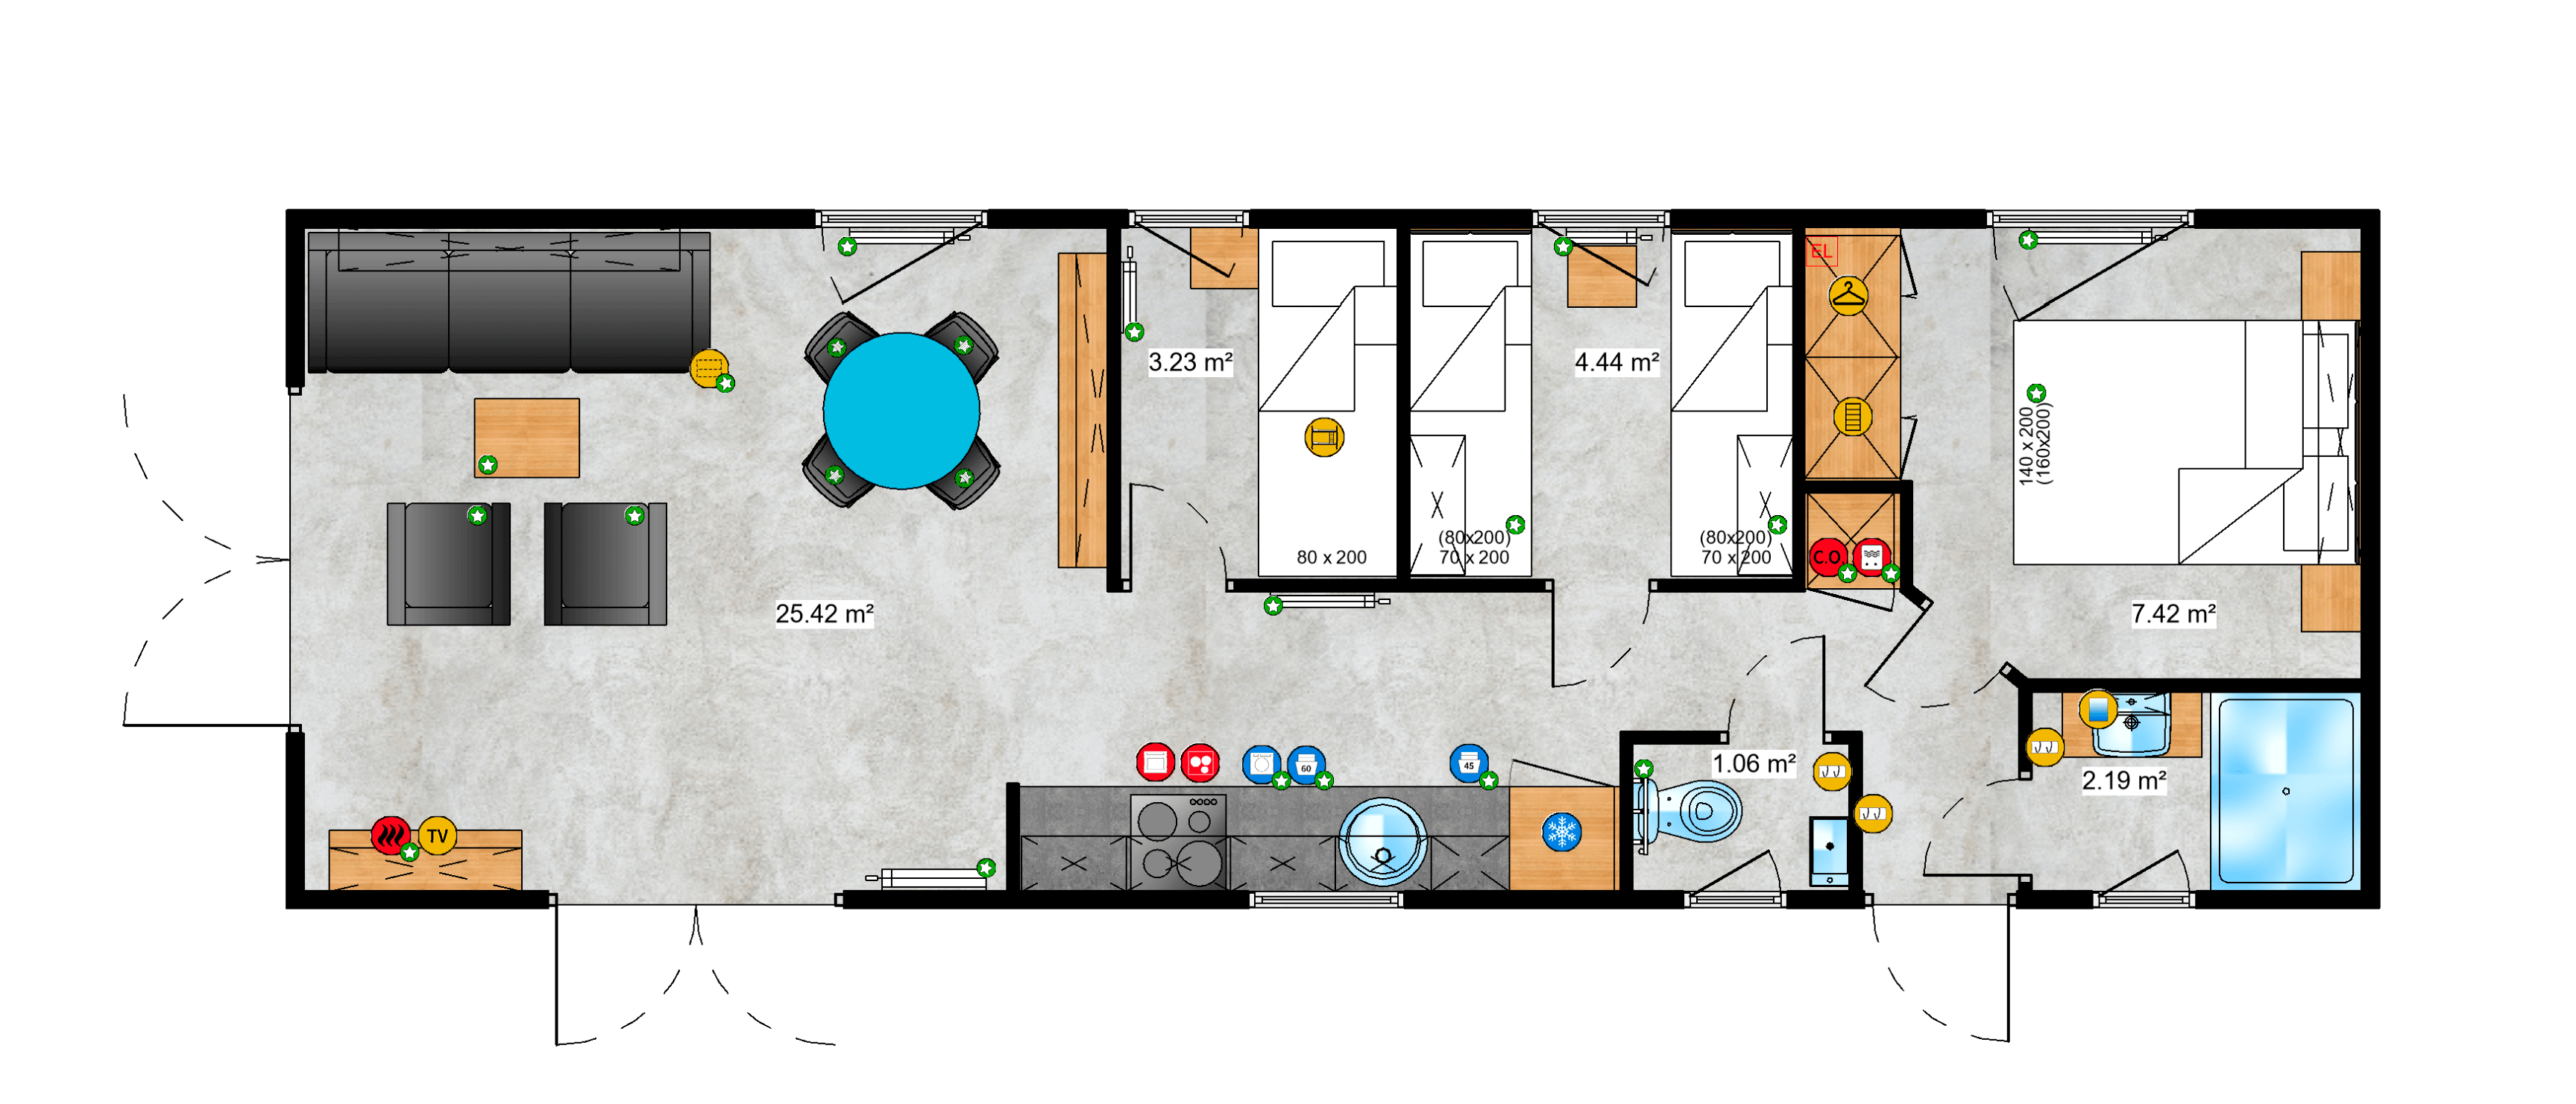 EL
3.23 m²
4.44 m²
140 x 200
(160x200)
80 x 200
(80x200)
70 x 200
(80x200)
70 x 200
C.O.
25.42 m²
7.42 m²
60
45
1.06 m²
2.19 m²
TV